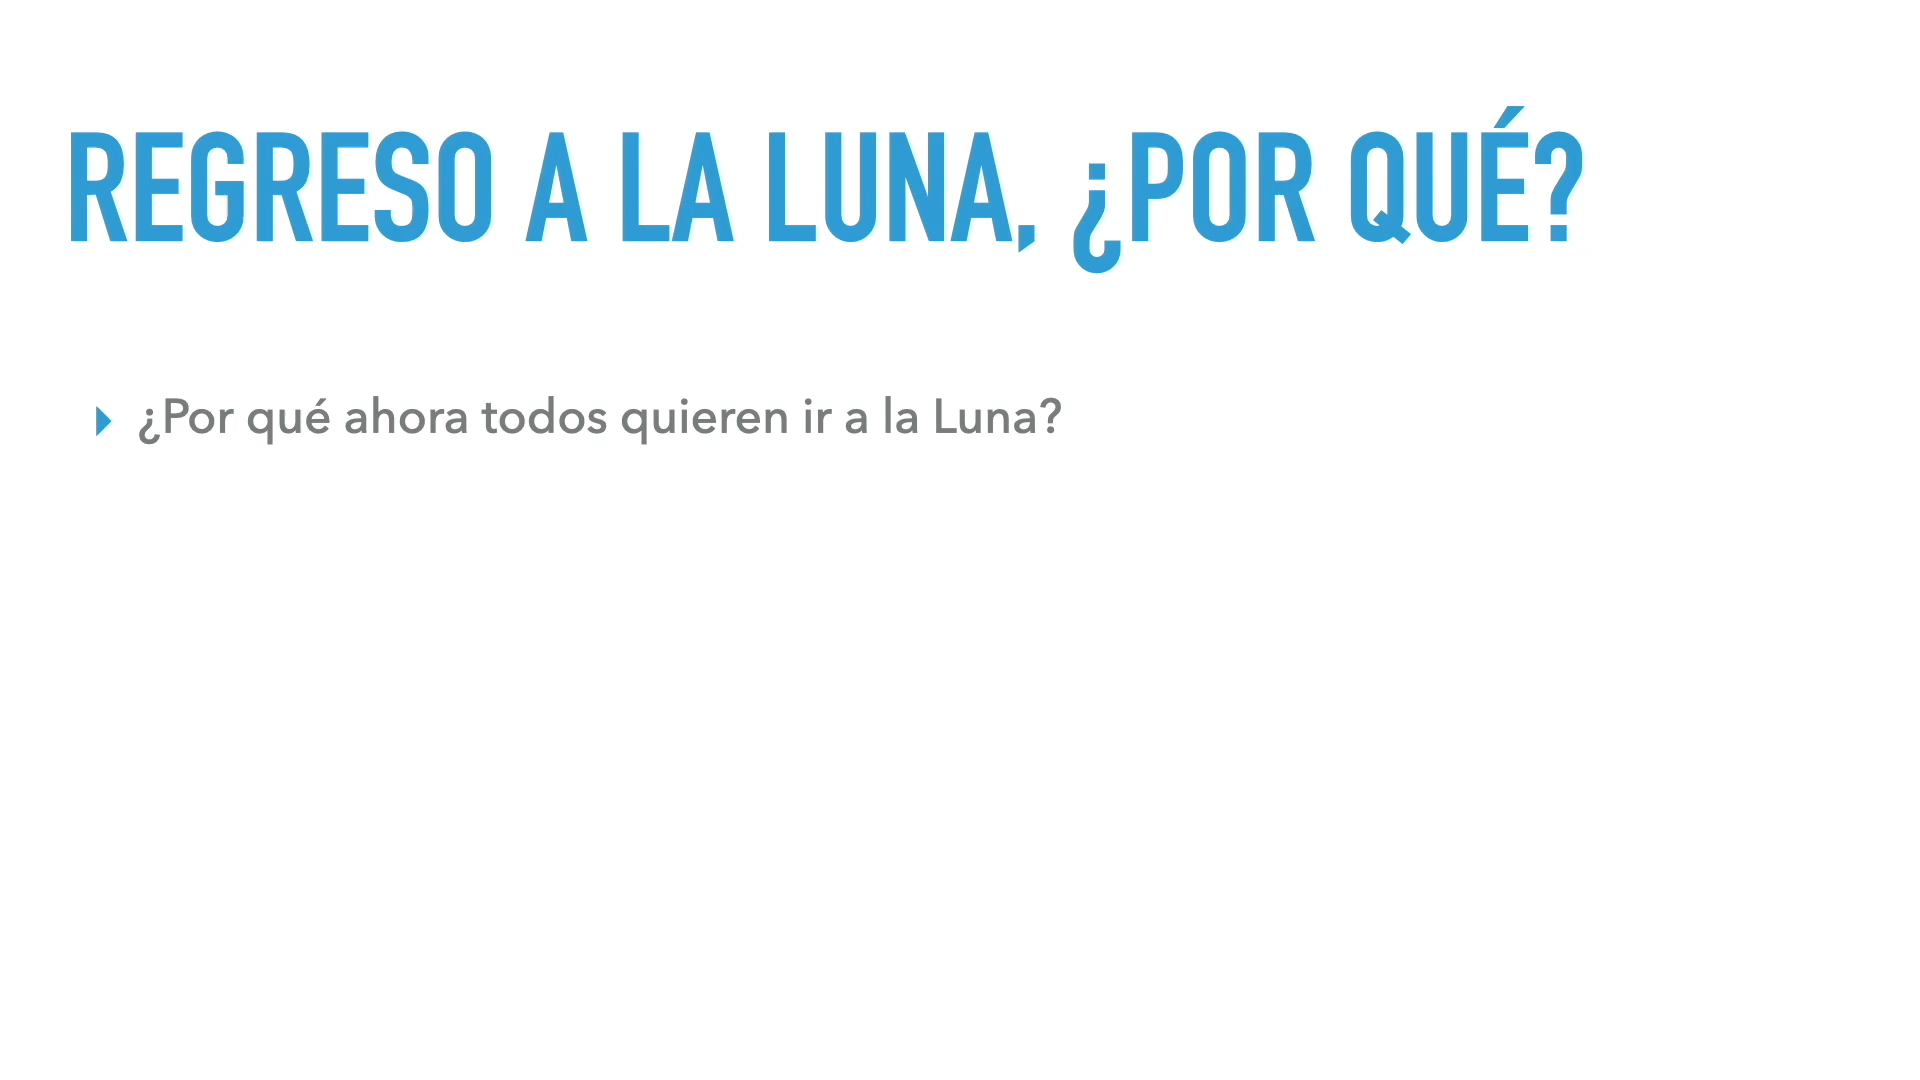 REGRESO A LA LUNA, ¿POR QUÉ?
¿Por qué ahora todos quieren ir a la Luna?